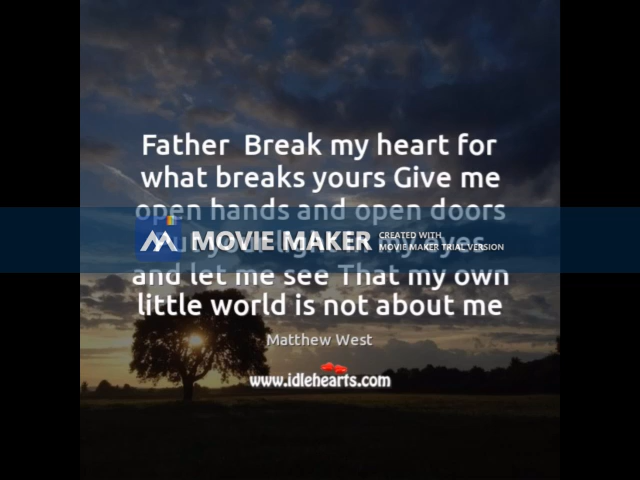 Father Break my heart for
what breaks yours Give me
open hands and open doors
MOVIE MAKER
CREATED WITH
MOVIE MAKER TRIAL VERSION
and let me see That my own
little world is not about me
Matthew West
www.idlehearts.com